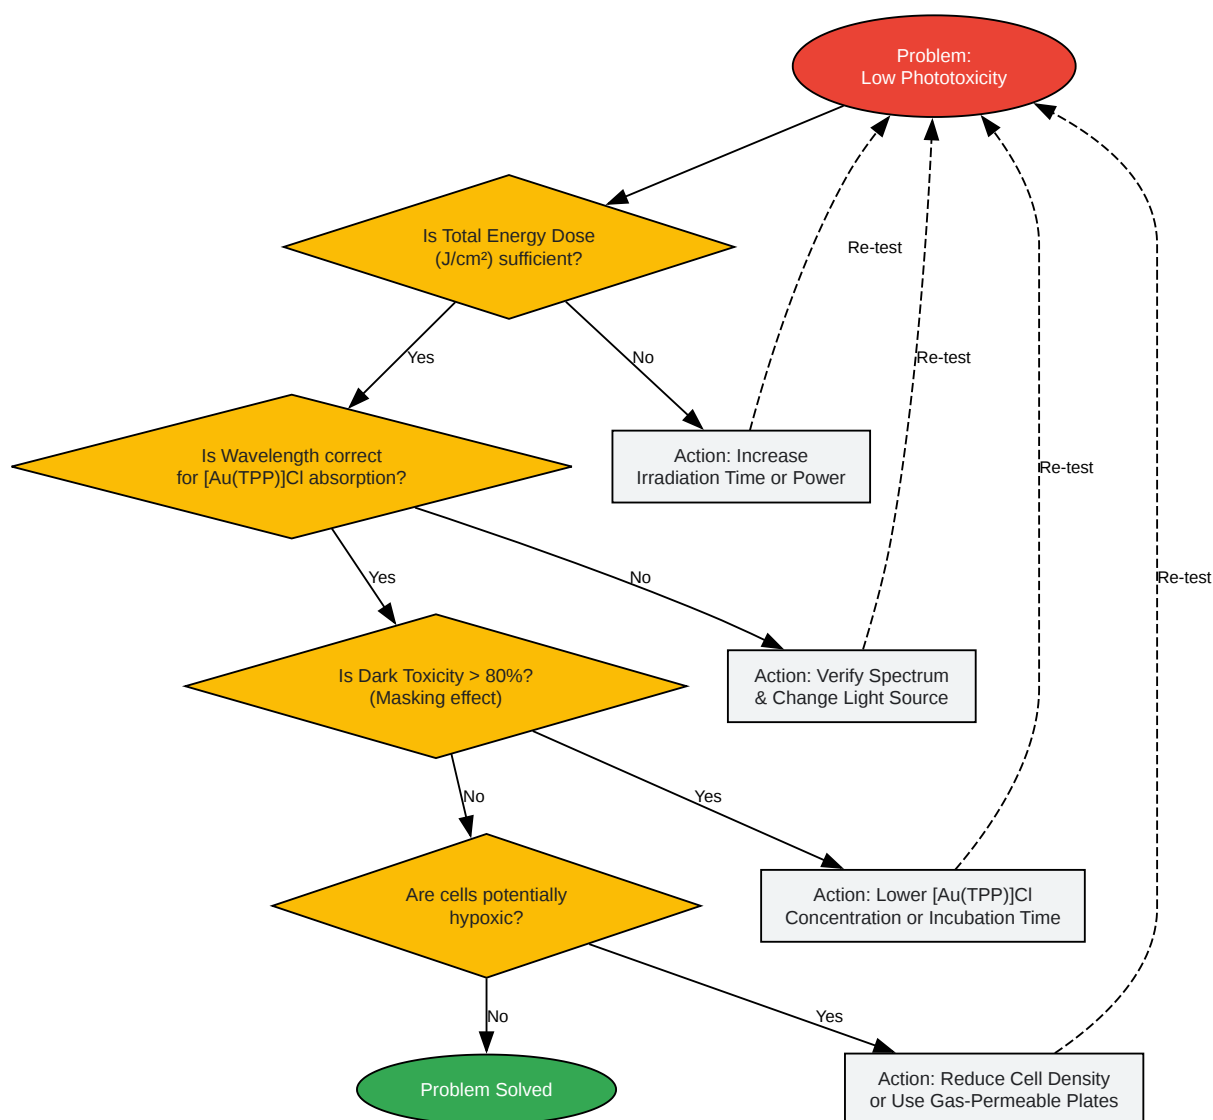 Problem:
Low Phototoxicity
Is Total Energy Dose
(J/cm²) sufficient?
Re-test
Yes
No
Re-test
Is Wavelength correct
for [Au(TPP)]Cl absorption?
Action: Increase
Irradiation Time or Power
Re-test
Yes
No
Re-test
Is Dark Toxicity > 80%?
(Masking effect)
Action: Verify Spectrum
& Change Light Source
No
Yes
Are cells potentially
hypoxic?
Action: Lower [Au(TPP)]Cl
Concentration or Incubation Time
No
Yes
Problem Solved
Action: Reduce Cell Density
or Use Gas-Permeable Plates